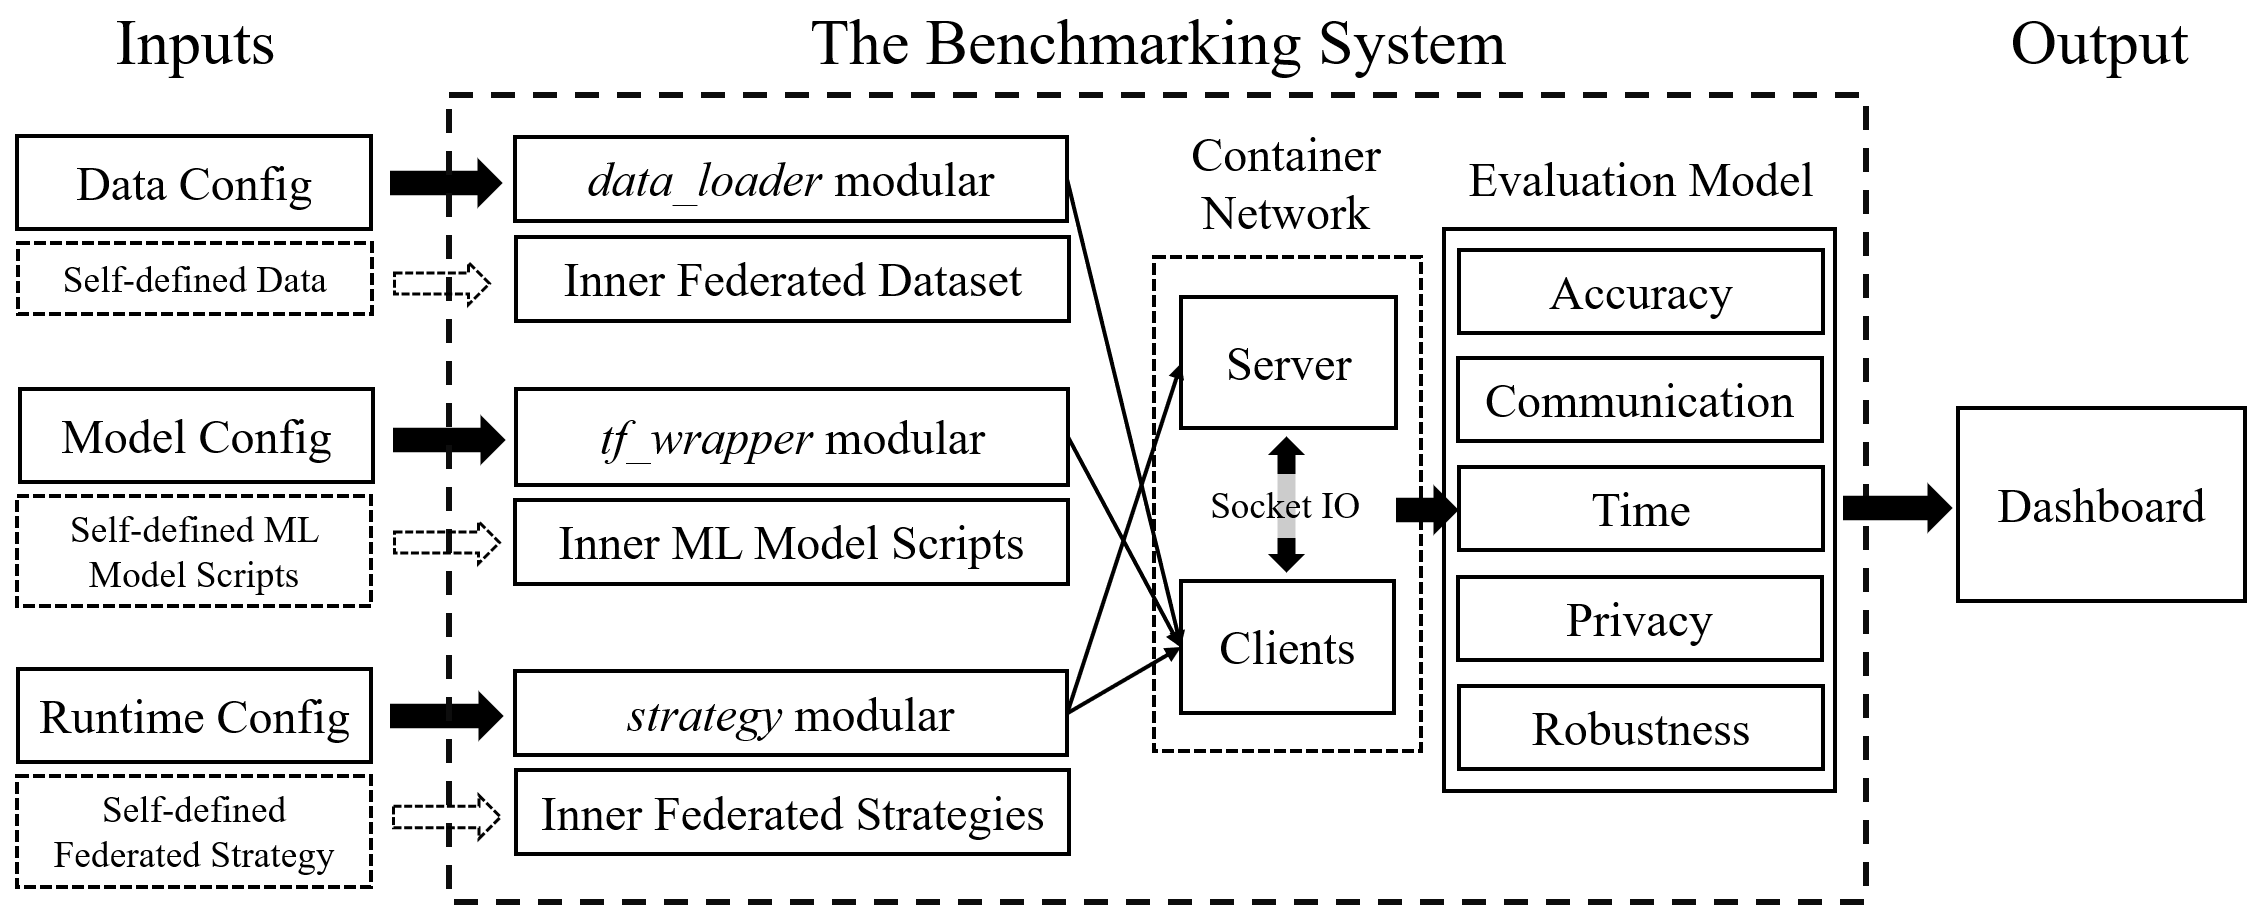 Inputs
The Benchmarking System
Output
Data Config
Self-defined Data
Model Config
Self-defined ML
Model Scripts
Runtime Config
Self-defined
Federated Strategy
data_loader modular
Inner Federated Dataset
tf_wrapper modular
Inner ML Model Scripts
strategy modular
Inner Federated Strategies
Container
Network
Server
Socket IO
Clients
Evaluation Model
Accuracy
Communication
Time
Privacy
Robustness
Dashboard